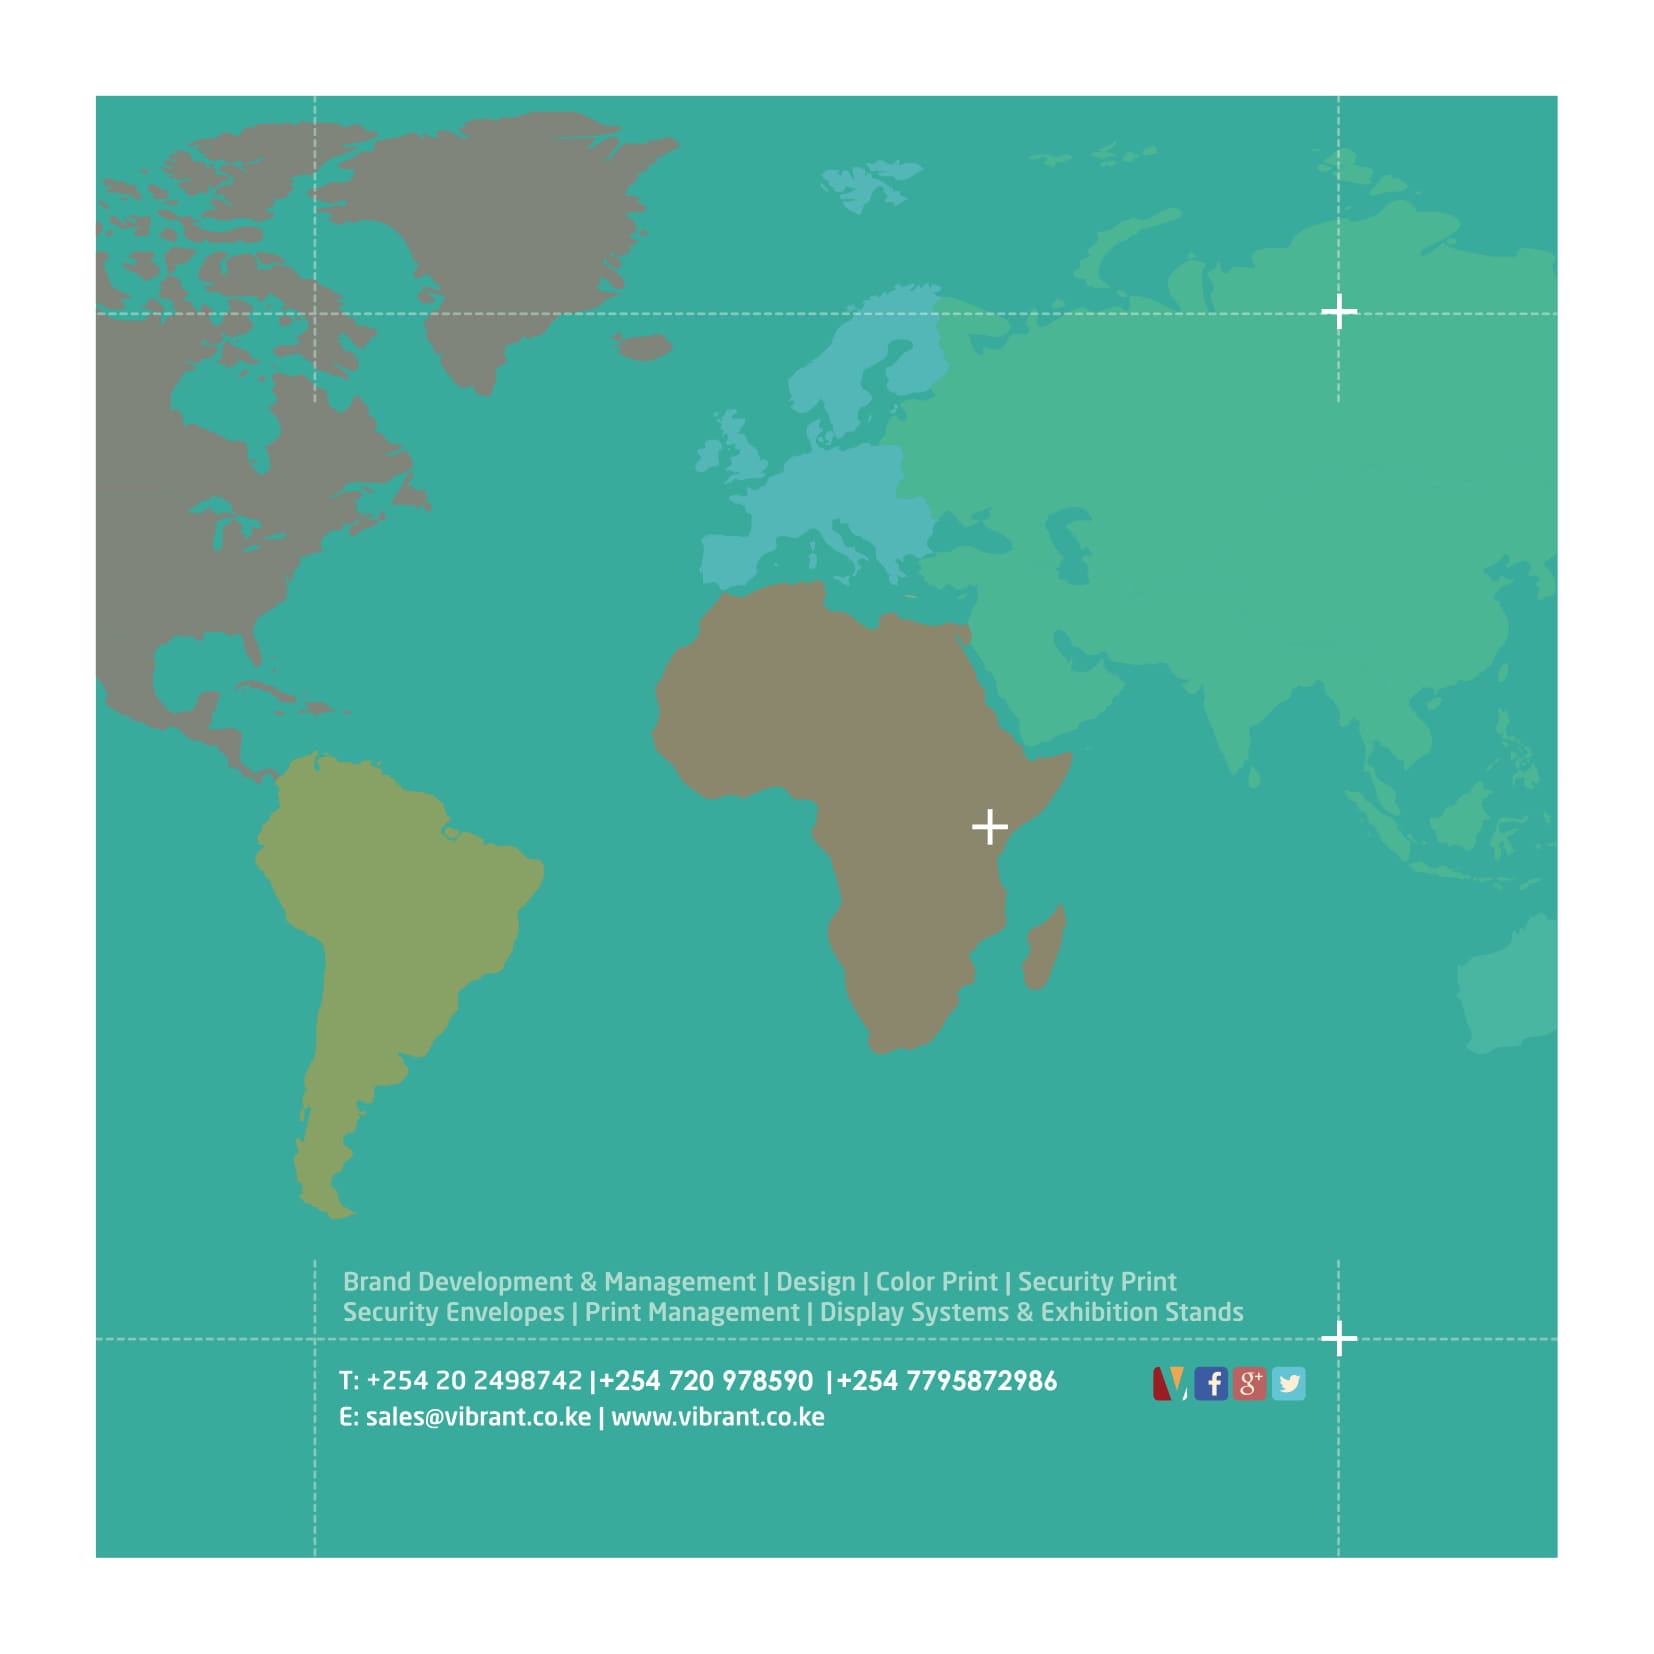 Brand Development & Management | Design | Color Print | Security Print
Security Envelopes | Print Management | Display Systems & Exhibition Stands
T: +254 20 2498742 |+254 720 978590 |+254 7795872986
E: sales@vibrant.co.ke | www.vibrant.co.ke